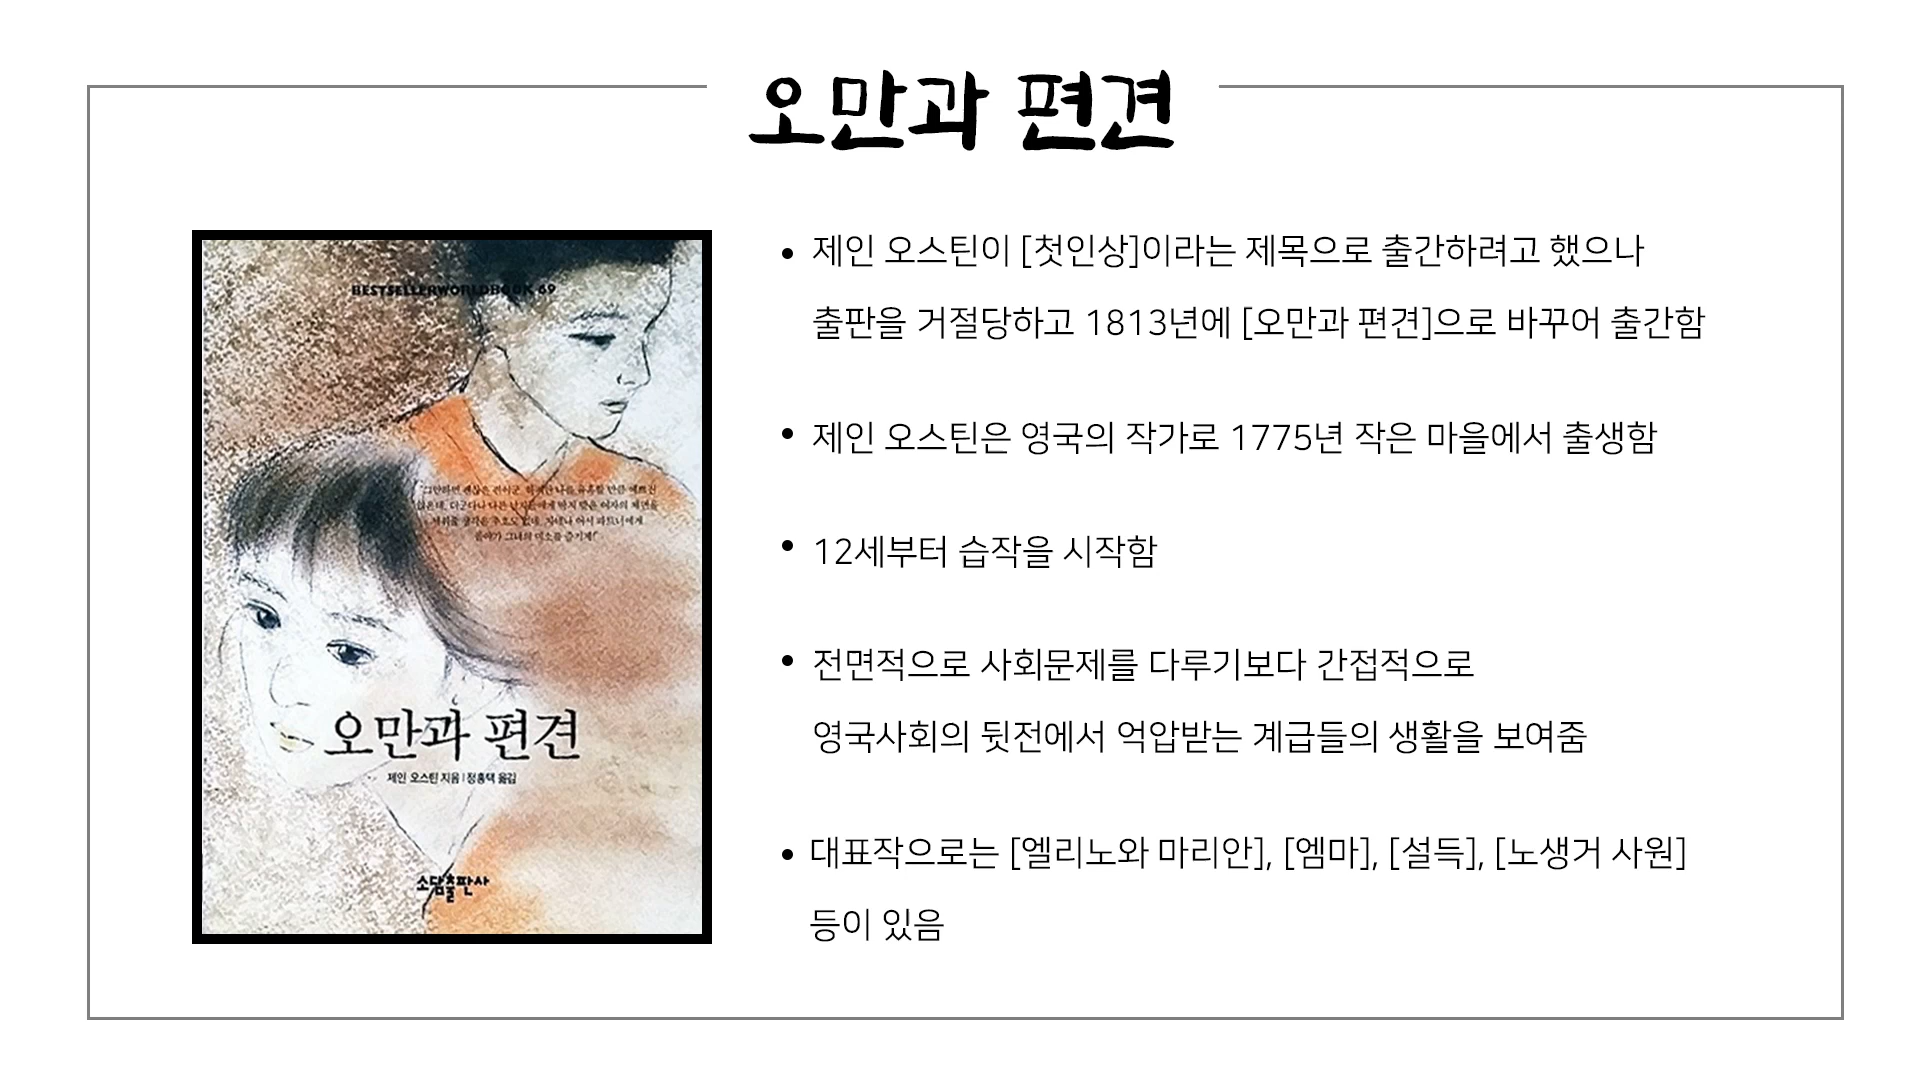 오만과 편견
BESTSELLERWORLDBOOK 69
오만과 편견
제인 오스틴 지음 | 정홍택 옮김
소담출판사
• 제인 오스틴이 [첫인상]이라는 제목으로 출간하려고 했으나
출판을 거절당하고 1813년에 [오만과 편견]으로 바꾸어 출간함
• 제인 오스틴은 영국의 작가로 1775년 작은 마을에서 출생함
• 12세부터 습작을 시작함
• 전면적으로 사회문제를 다루기보다 간접적으로
영국사회의 뒷전에서 억압받는 계급들의 생활을 보여줌
• 대표작으로는 [엘리노와 마리안], [엠마], [설득], [노생거 사원]
등이 있음